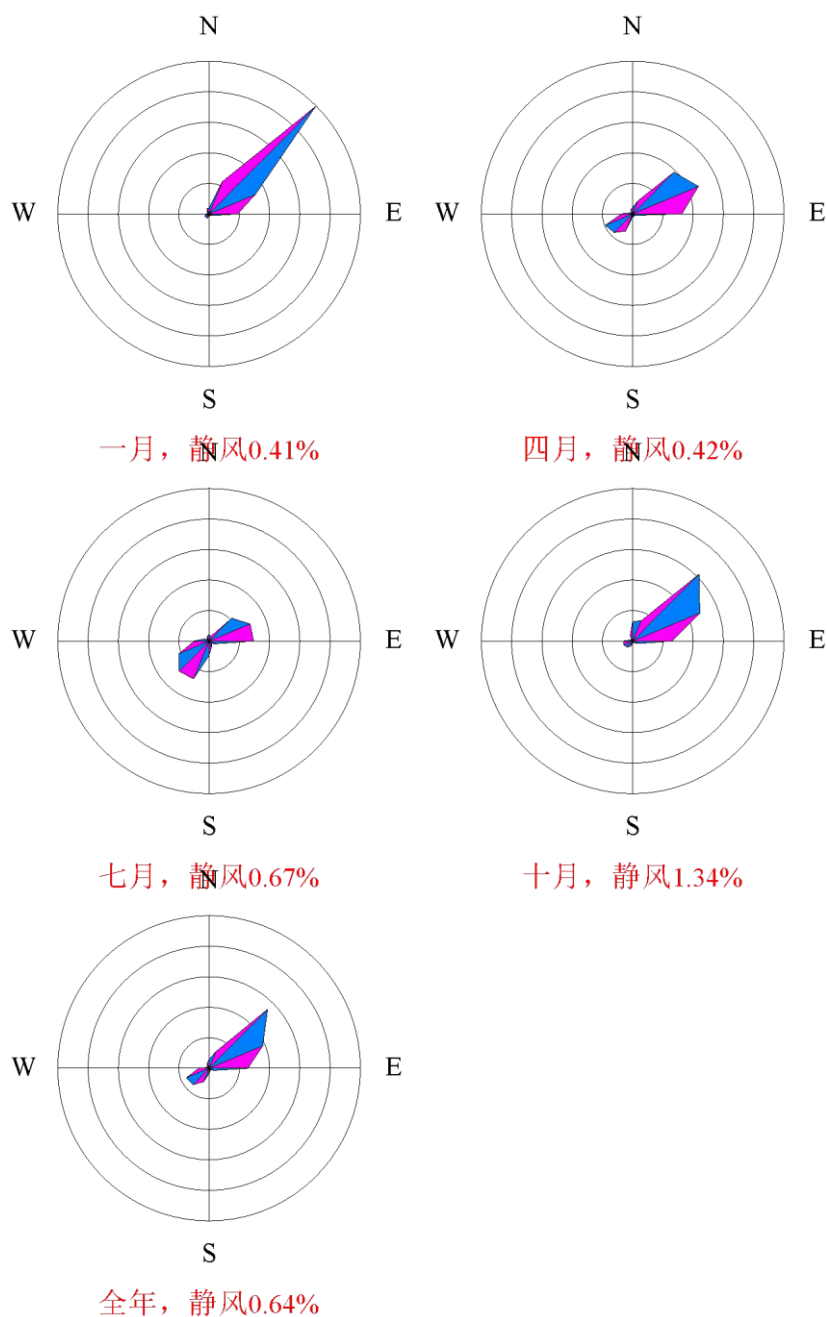 N N
W E W E
S S
一月，静风0.41% 四月，静风0.42%
N N
W E W E
S S
七月，静风0.67% 十月，静风1.34%
N
W E
S
全年，静风0.64%